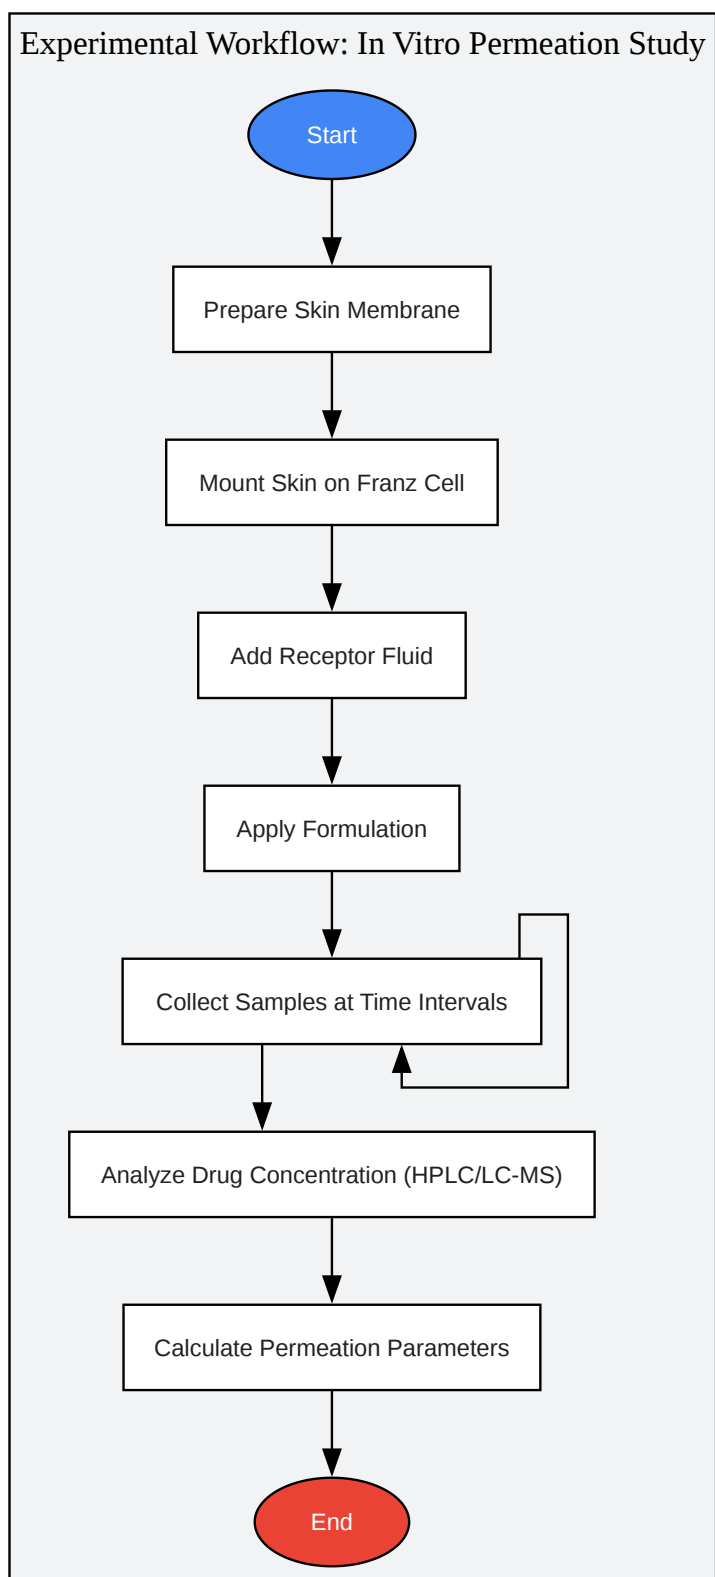 Experimental Workflow: In Vitro Permeation Study
Start
Prepare Skin Membrane
Mount Skin on Franz Cell
Add Receptor Fluid
Apply Formulation
Collect Samples at Time Intervals
Analyze Drug Concentration (HPLC/LC-MS)
Calculate Permeation Parameters
End